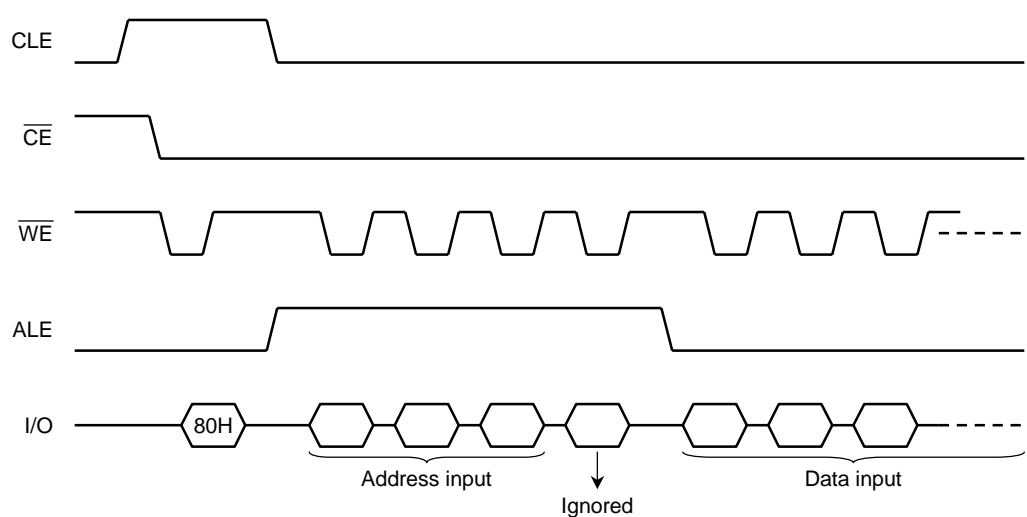 CLE
CE
WE
ALE
I/O
80H
Address input
Ignored
Data input